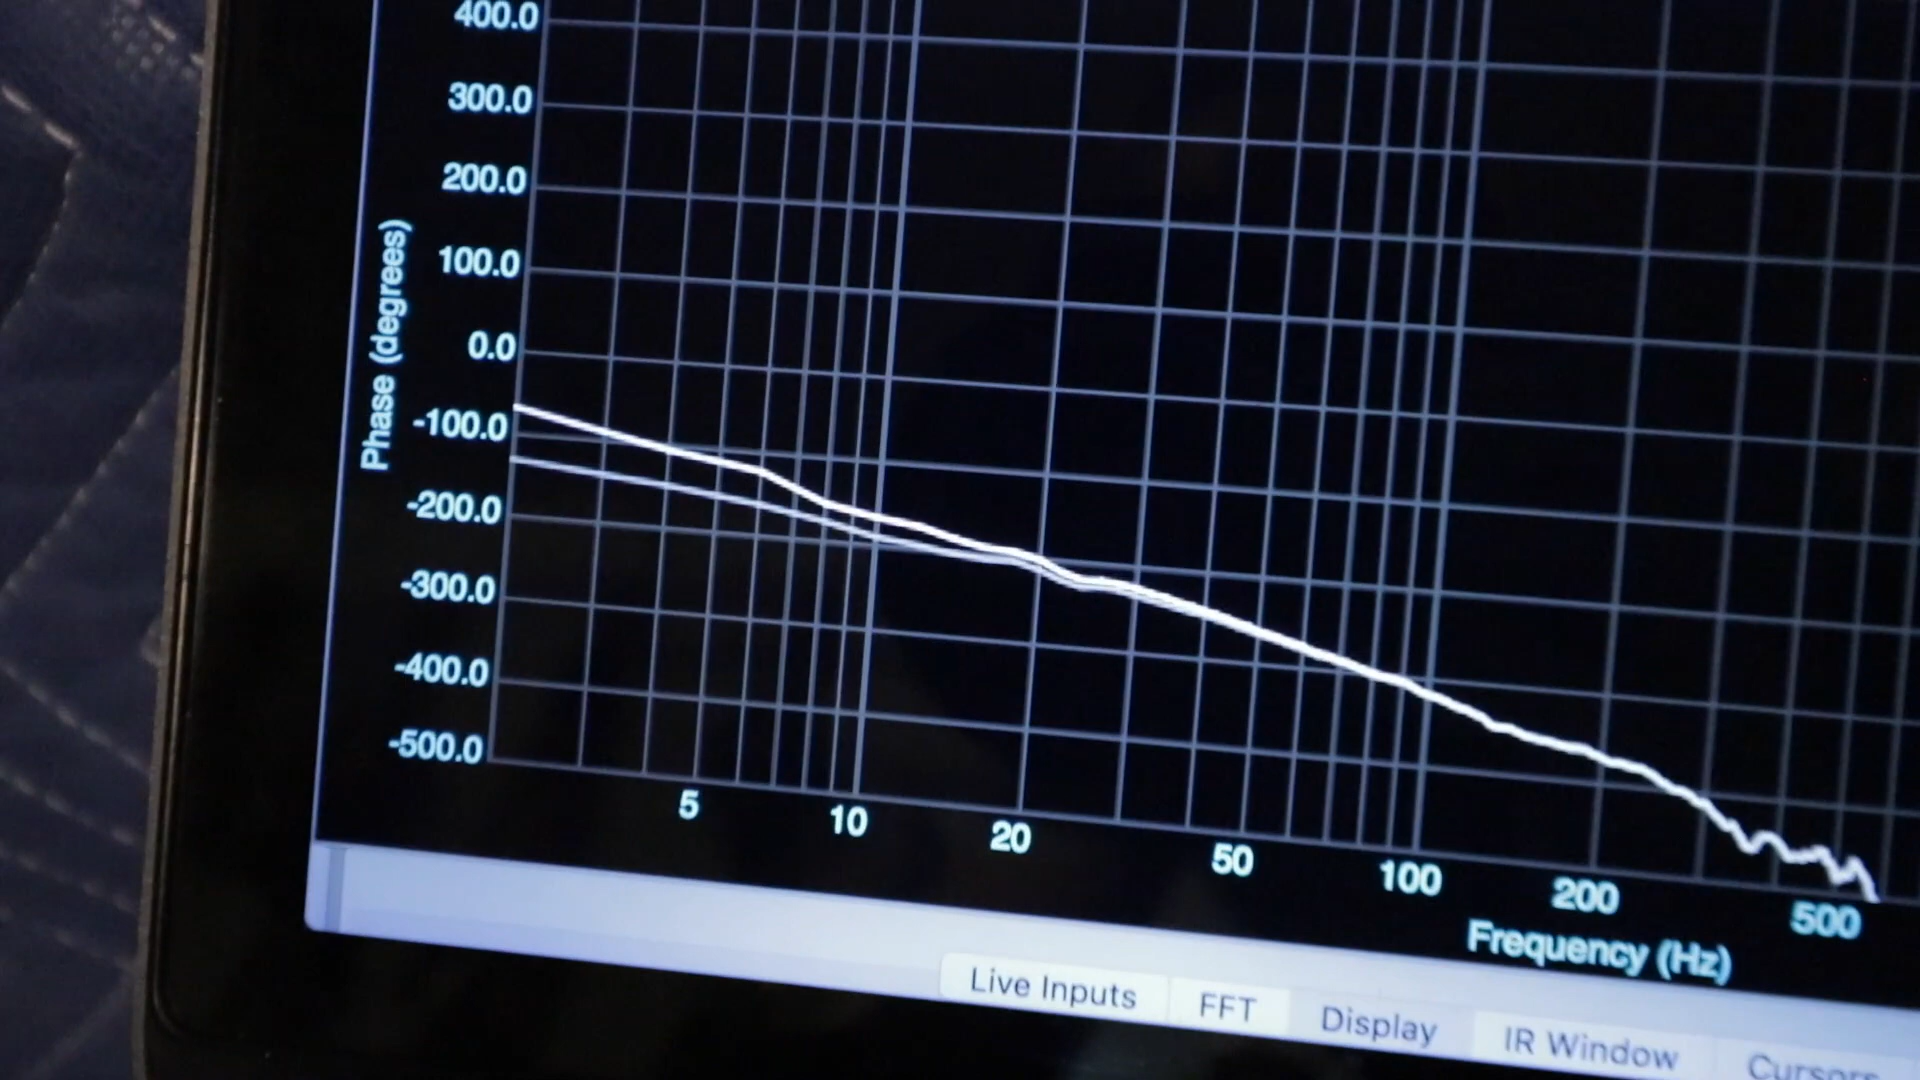 400.0
300.0
200.0
100.0
0.0
-100.0
-200.0
-300.0
-400.0
-500.0
Phase (degrees)
5 10 20 50 100 200 500
Frequency (Hz)
Live Inputs FFT Display IR Window Cursors